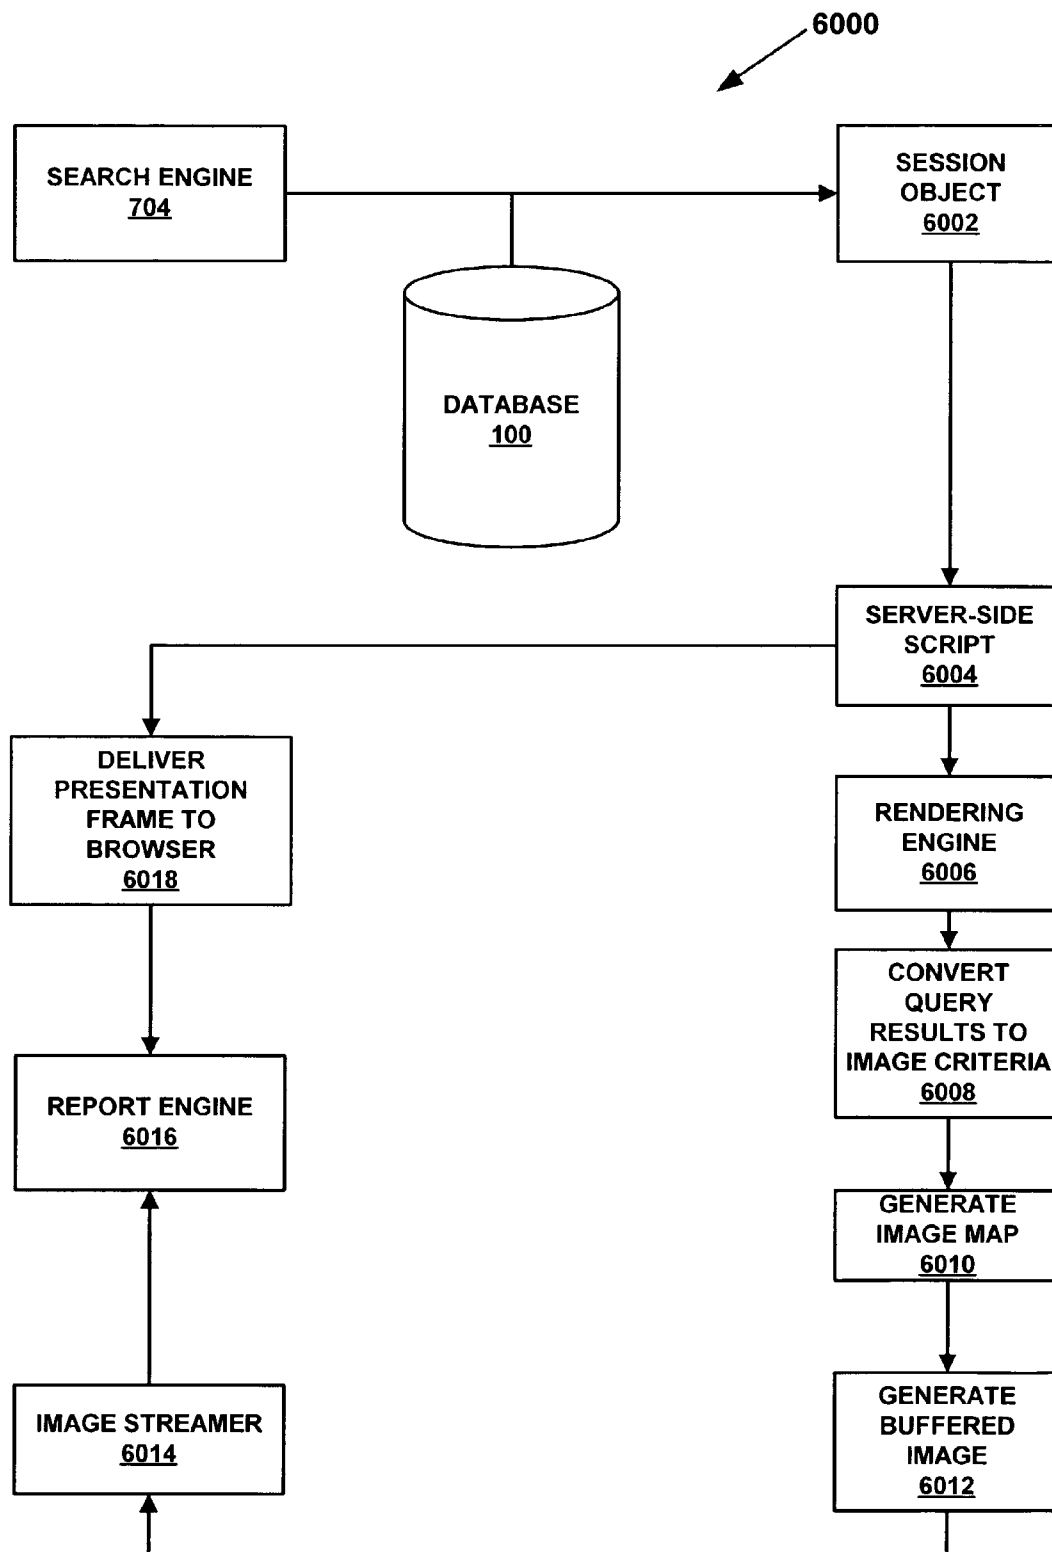 6000
SEARCH ENGINE
704
SESSION
OBJECT
6002
DATABASE
100
SERVER-SIDE
SCRIPT
6004
DELIVER
PRESENTATION
FRAME TO
BROWSER
6018
RENDERING
ENGINE
6006
CONVERT
QUERY
RESULTS TO
IMAGE CRITERIA
6008
REPORT ENGINE
6016
GENERATE
IMAGE MAP
6010
IMAGE STREAMER
6014
GENERATE
BUFFERED
IMAGE
6012